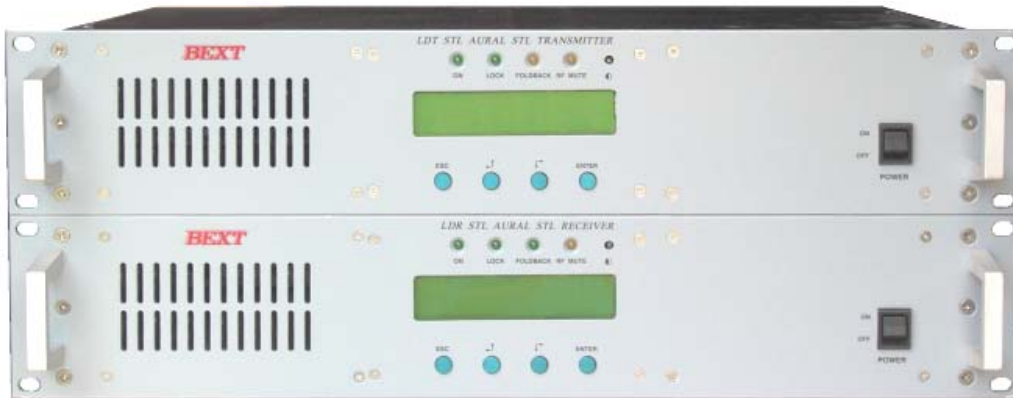 BEXT
LDT STL AURAL STL TRANSMITTER
ON LOCK FOLDBACK RF MUTE
ESC ENTER
ON
OFF
POWER
BEXT
LDR STL AURAL STL RECEIVER
ON LOCK FOLDBACK RF MUTE
ESC ENTER
ON
OFF
POWER